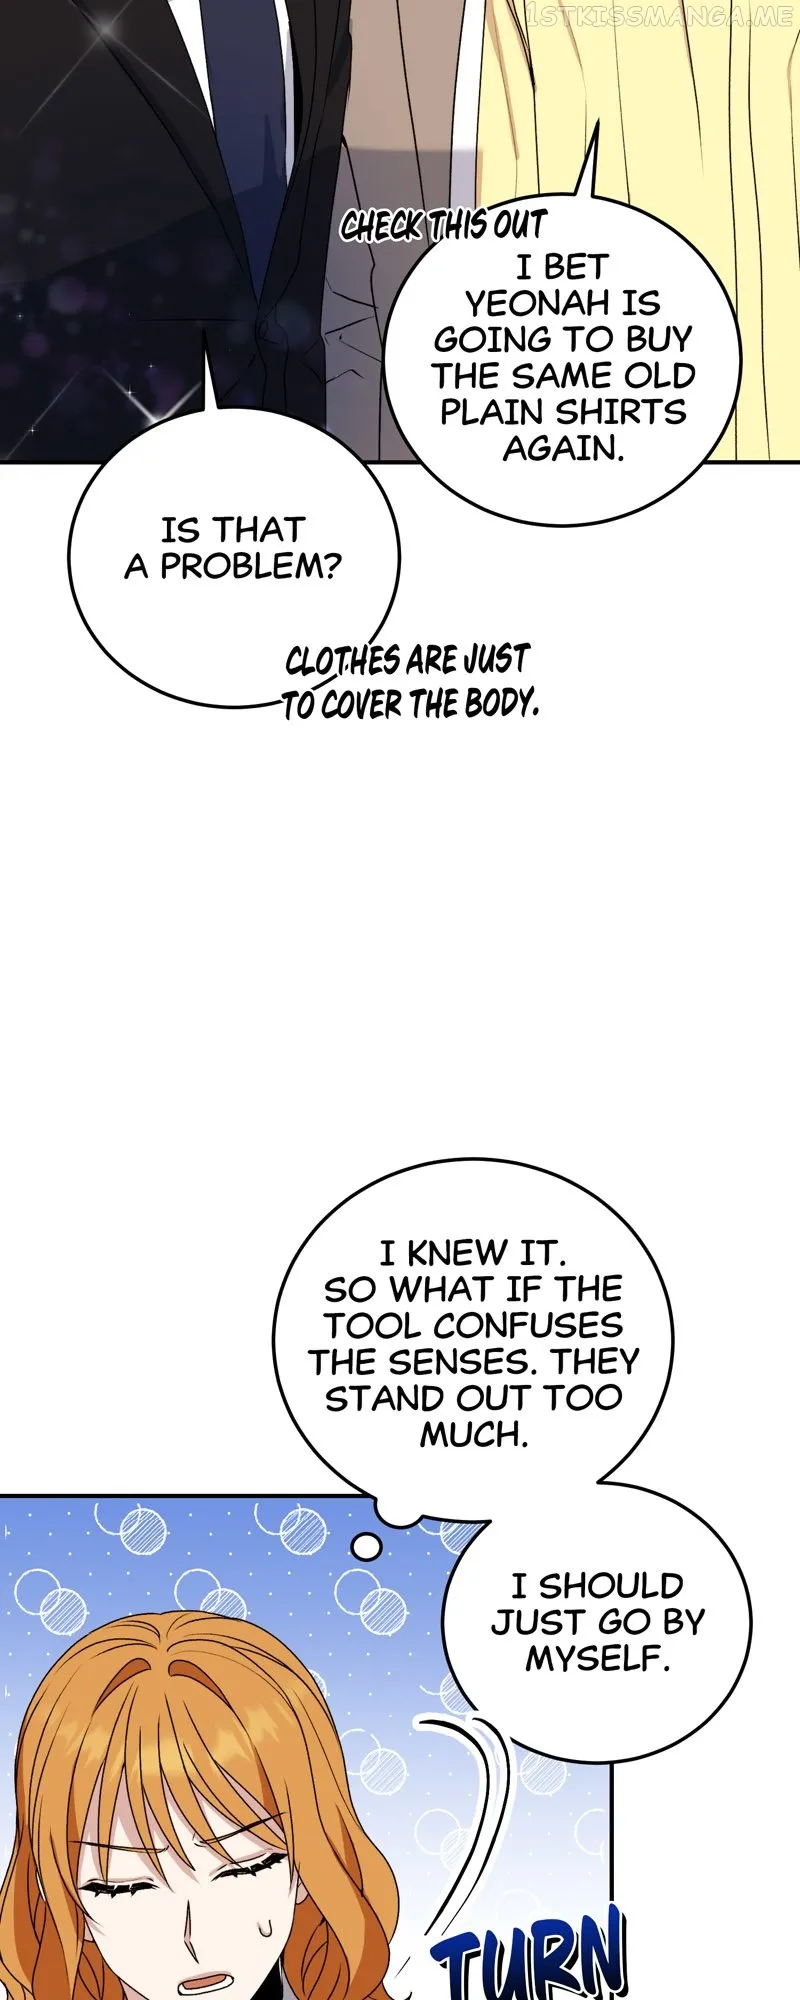 1STKISSMANGA.ME
CHECK THIS OUT
I BET
YEONAH IS
GOING TO BUY
THE SAME OLD
PLAIN SHIRTS
AGAIN.
IS THAT
A PROBLEM?
CLOTHES ARE JUST
TO COVER THE BODY.
I KNEW IT.
SO WHAT IF THE
TOOL CONFUSES
THE SENSES. THEY
STAND OUT TOO
MUCH.
I SHOULD
JUST GO BY
MYSELF.
TURN